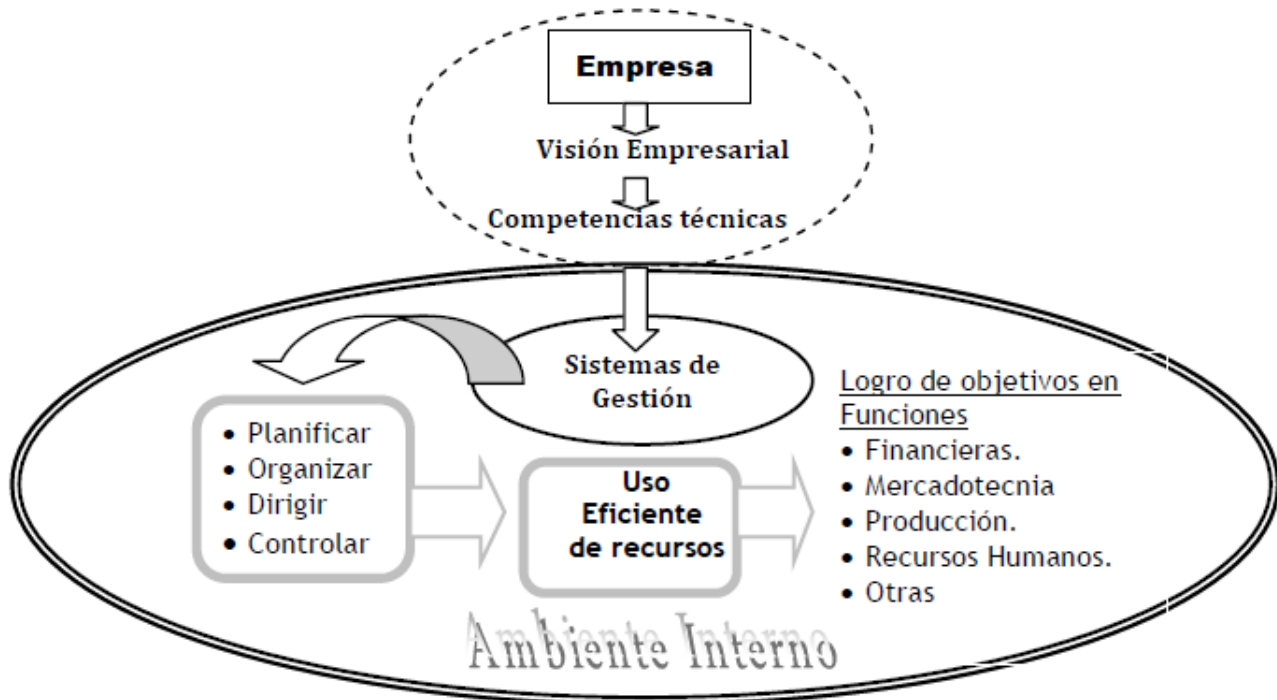 Empresa
Visión Empresarial
Competencias técnicas
Sistemas de
Gestión
• Planificar
• Organizar
• Dirigir
• Controlar
Uso
Eficiente
de recursos
Logro de objetivos en
Funciones
• Financieras.
• Mercadotecnia
• Producción.
• Recursos Humanos.
• Otras
Ambiente Interno